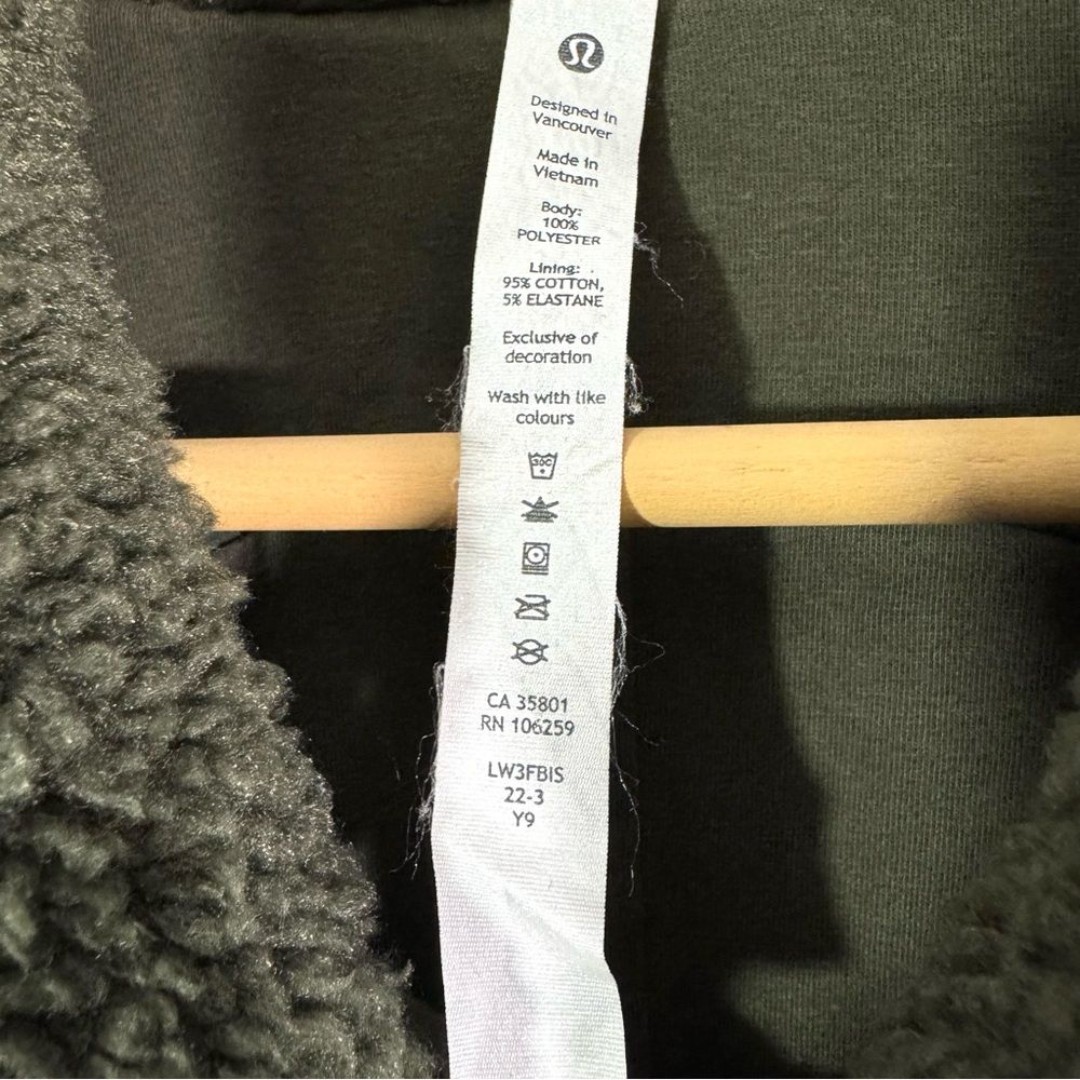 Designed in
Vancouver
Made in
Vietnam
Body:
100%
POLYESTER
Lining:
95% COTTON,
5% ELASTANE
Exclusive of
decoration
Wash with like
colours
30C
CA 35801
RN 106259
LW3FBIS
22-3
Y9